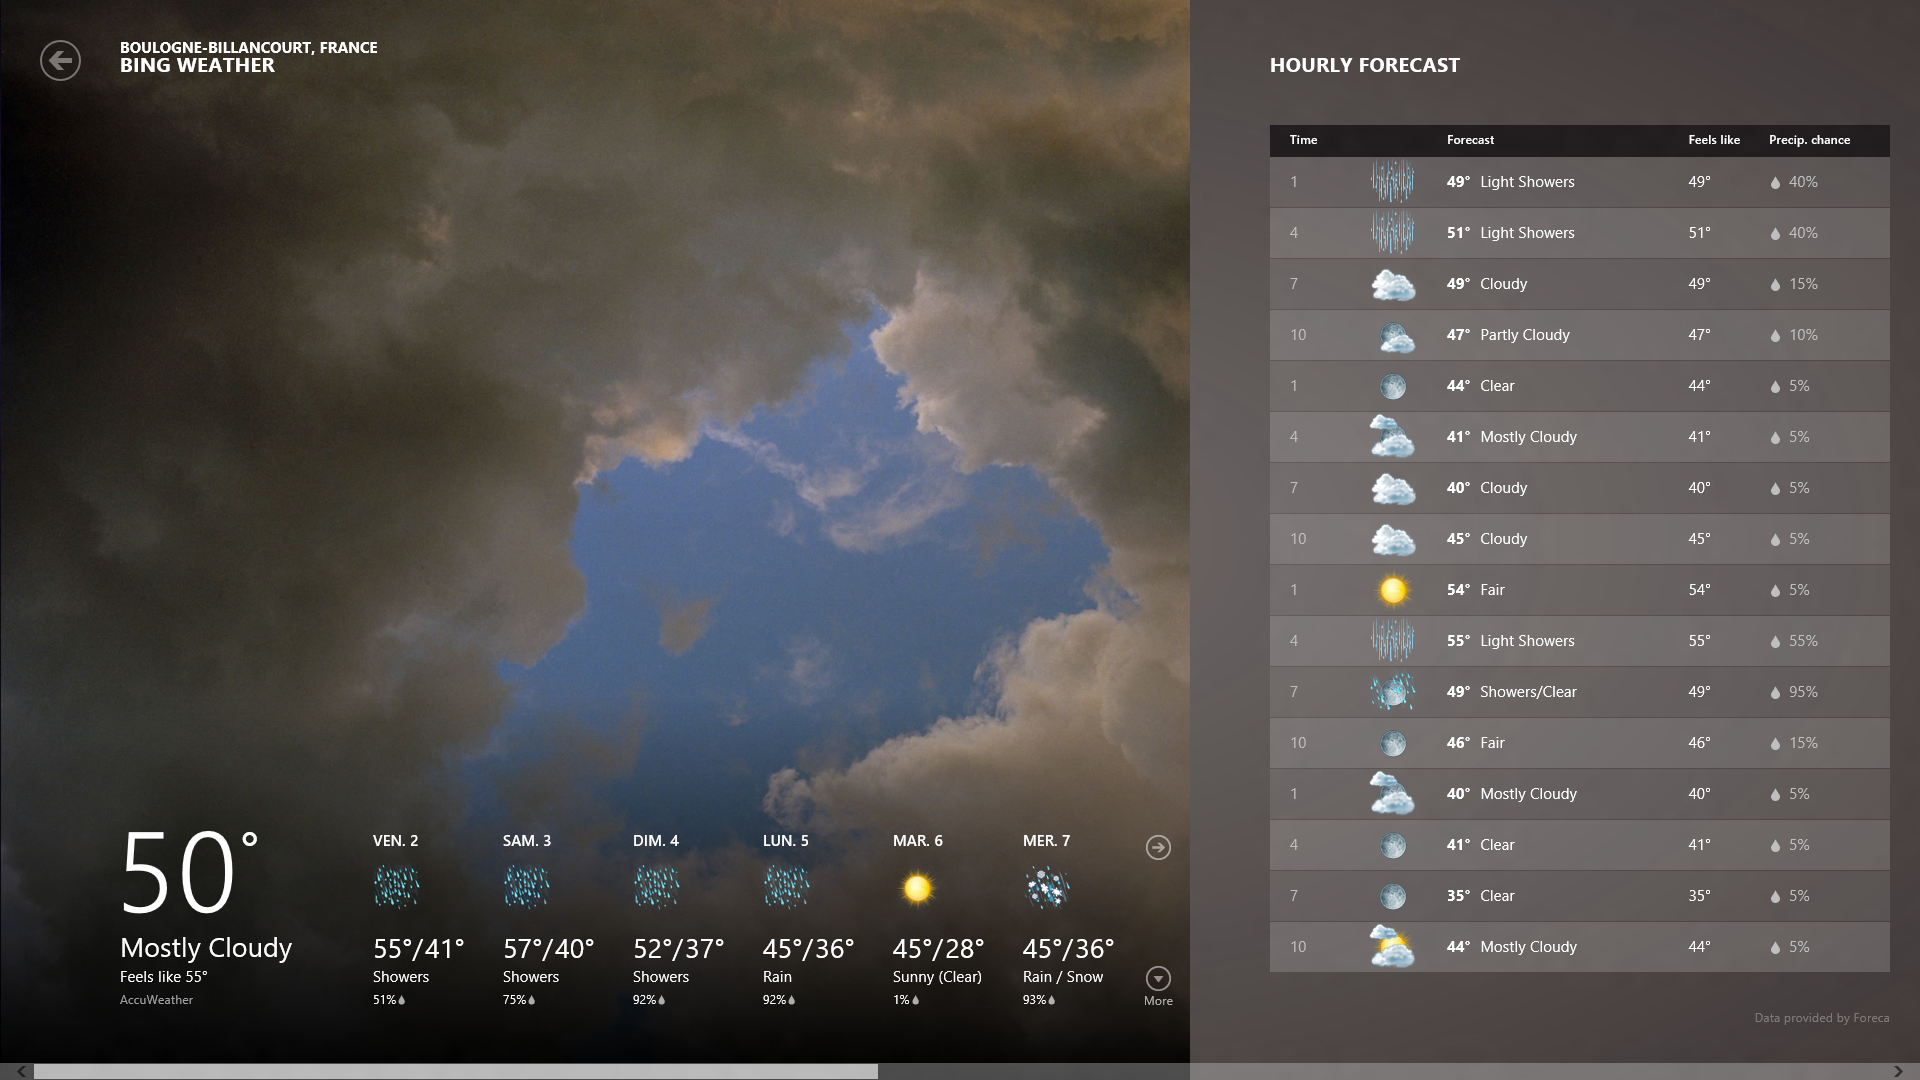 BOULOGNE-BILLANCOURT, FRANCE
BING WEATHER
50°
Mostly Cloudy
Feels like 55°
AccuWeather
VEN. 2
55°/41°
Showers
51%
SAM. 3
57°/40°
Showers
75%
DIM. 4
52°/37°
Showers
92%
LUN. 5
45°/36°
Rain
92%
MAR. 6
45°/28°
Sunny (Clear)
1%
MER. 7
45°/36°
Rain / Snow
93%
More
HOURLY FORECAST
Time Forecast Feels like Precip. chance
1 49° Light Showers 49° 40%
4 51° Light Showers 51° 40%
7 49° Cloudy 49° 15%
10 47° Partly Cloudy 47° 10%
1 44° Clear 44° 5%
4 41° Mostly Cloudy 41° 5%
7 40° Cloudy 40° 5%
10 45° Cloudy 45° 5%
1 54° Fair 54° 5%
4 55° Light Showers 55° 55%
7 49° Showers/Clear 49° 95%
10 46° Fair 46° 15%
1 40° Mostly Cloudy 40° 5%
4 41° Clear 41° 5%
7 35° Clear 35° 5%
10 44° Mostly Cloudy 44° 5%
Data provided by Foreca